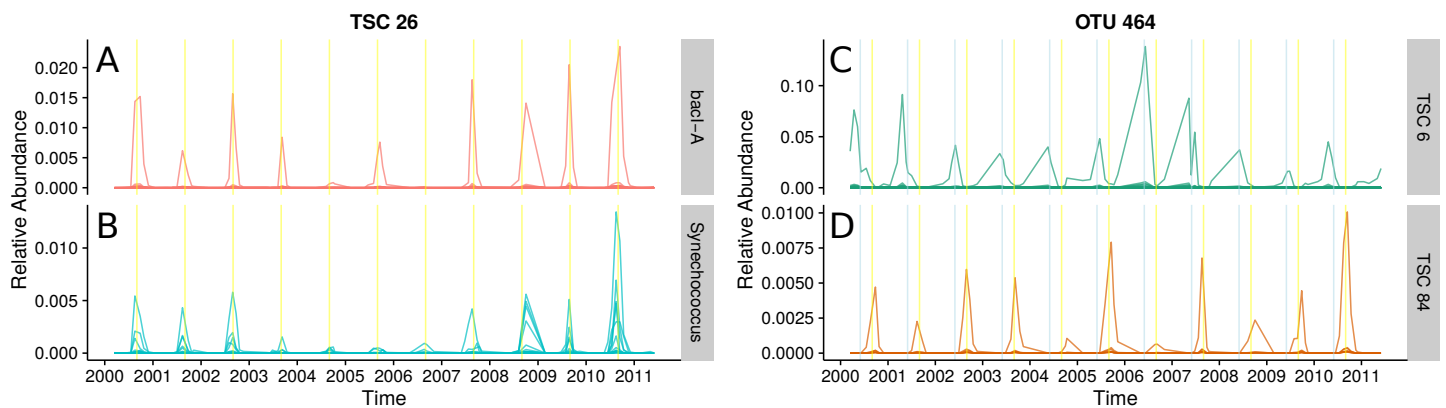 TSC 26
A
0.020
0.015
0.010
0.005
0.000
bacI-A
B
0.010
0.005
0.000
Synechococcus
Relative Abundance
2000 2001 2002 2003 2004 2005 2006 2007 2008 2009 2010 2011
Time
OTU 464
C
0.10
0.05
0.00
TSC 6
Relative Abundance
D
0.0100
0.0075
0.0050
0.0025
0.0000
TSC 84
Relative Abundance
2000 2001 2002 2003 2004 2005 2006 2007 2008 2009 2010 2011
Time